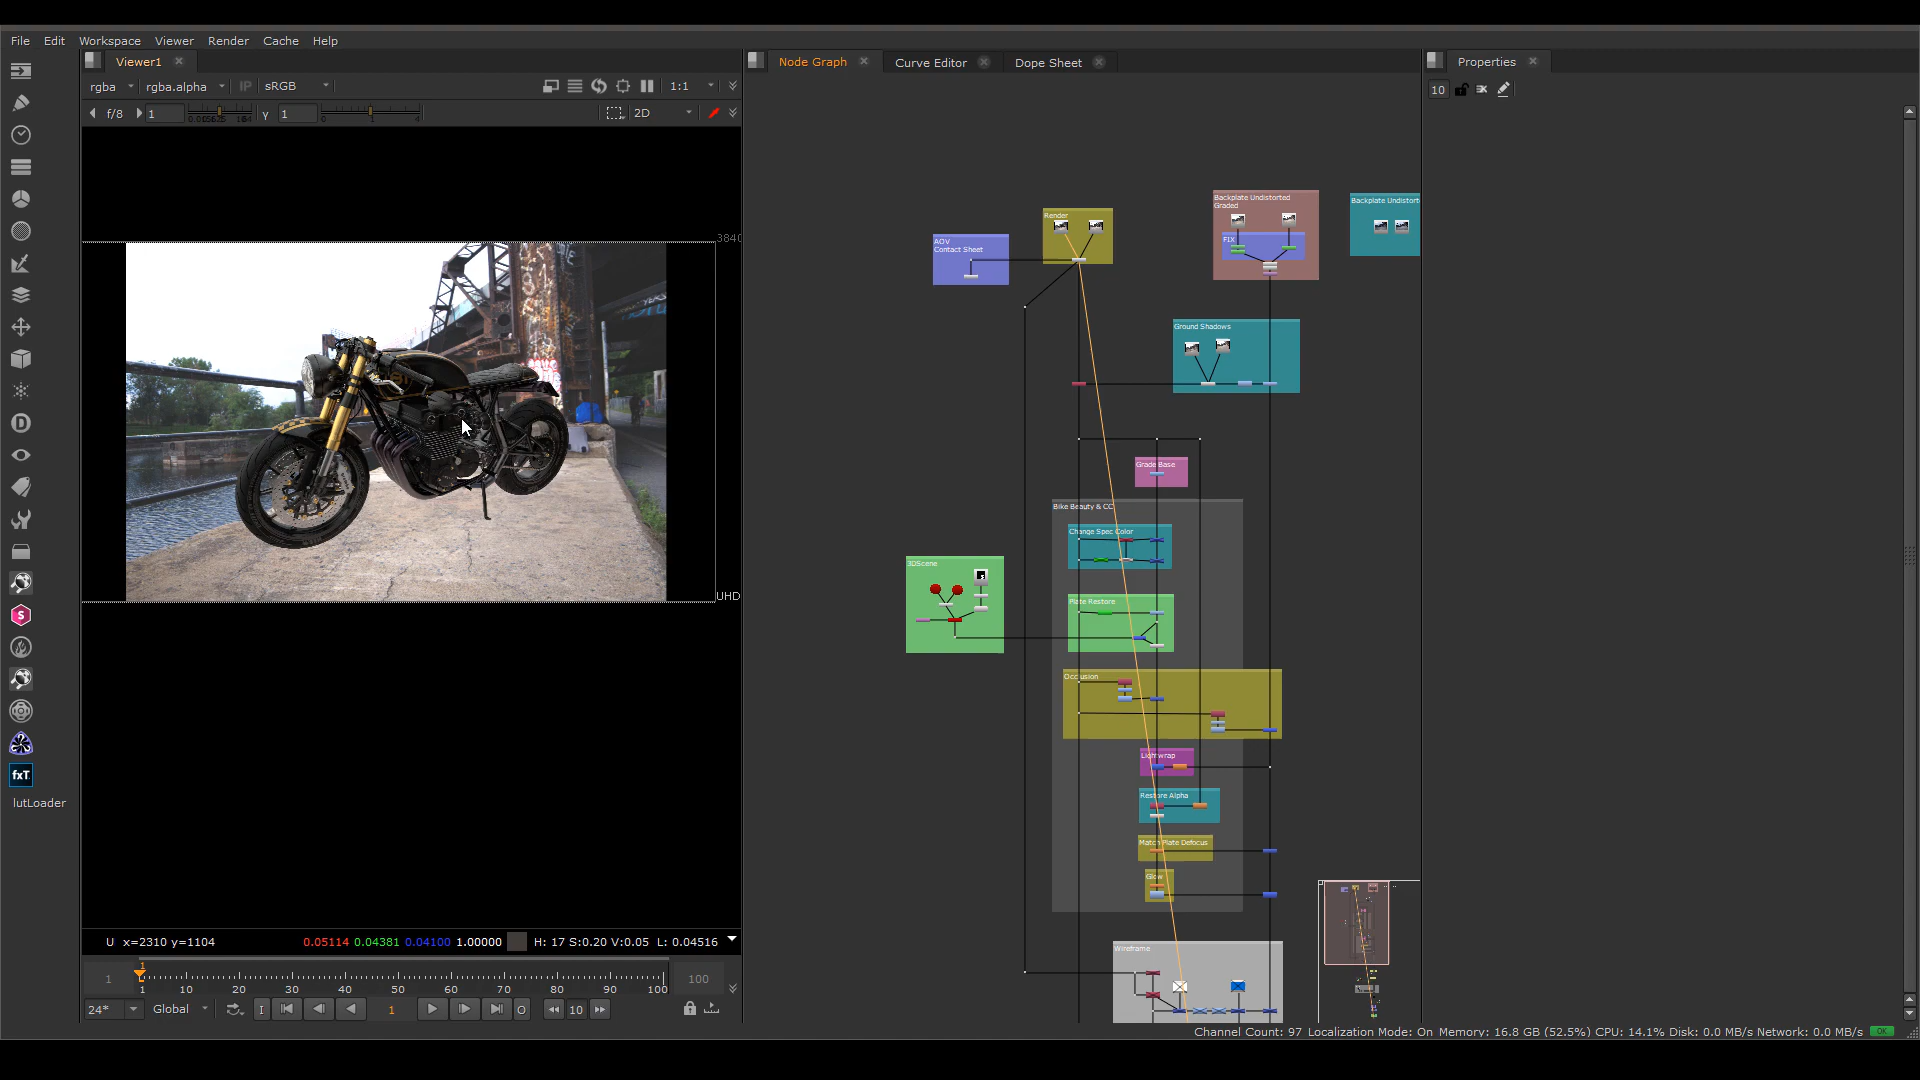 File Edit Workspace Viewer Render Cache Help
Viewer1
Node Graph Curve Editor Dope Sheet
Properties
rgba rgba.alpha IP sRGB 1:1
10
f/8 1 γ 1 2D
3840
UHD
AOV
Contact Sheet
Render
Backplate Undistorted
Graded
FIX
Backplate Undistort
Ground Shadows
Grade Base
Bike Beauty & CC
Change Spec Color
3DScene
Plate Restore
Occlusion
Lightwrap
Restore Alpha
Match Plate Defocus
Glow
Wireframe
D
S
fxT
lutLoader
U x=2310 y=1104 0.05114 0.04381 0.04100 1.00000 H: 17 S:0.20 V:0.05 L: 0.04516
1 1 100
1 10 20 30 40 50 60 70 80 90 100
24* Global I 1 O 10
Channel Count: 97 Localization Mode: On Memory: 16.8 GB (52.5%) CPU: 14.1% Disk: 0.0 MB/s Network: 0.0 MB/s OK